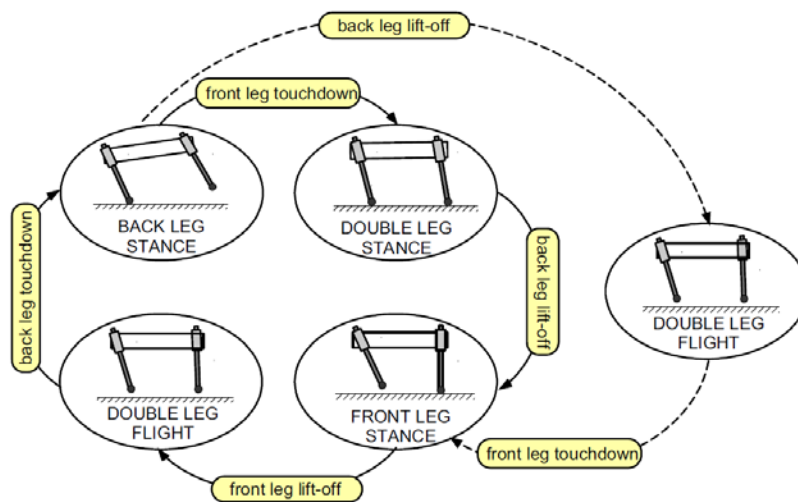 back leg lift-off
front leg touchdown
BACK LEG
STANCE
DOUBLE LEG
STANCE
back leg touchdown
back leg lift-off
DOUBLE LEG
FLIGHT
DOUBLE LEG
FLIGHT
FRONT LEG
STANCE
front leg touchdown
front leg lift-off